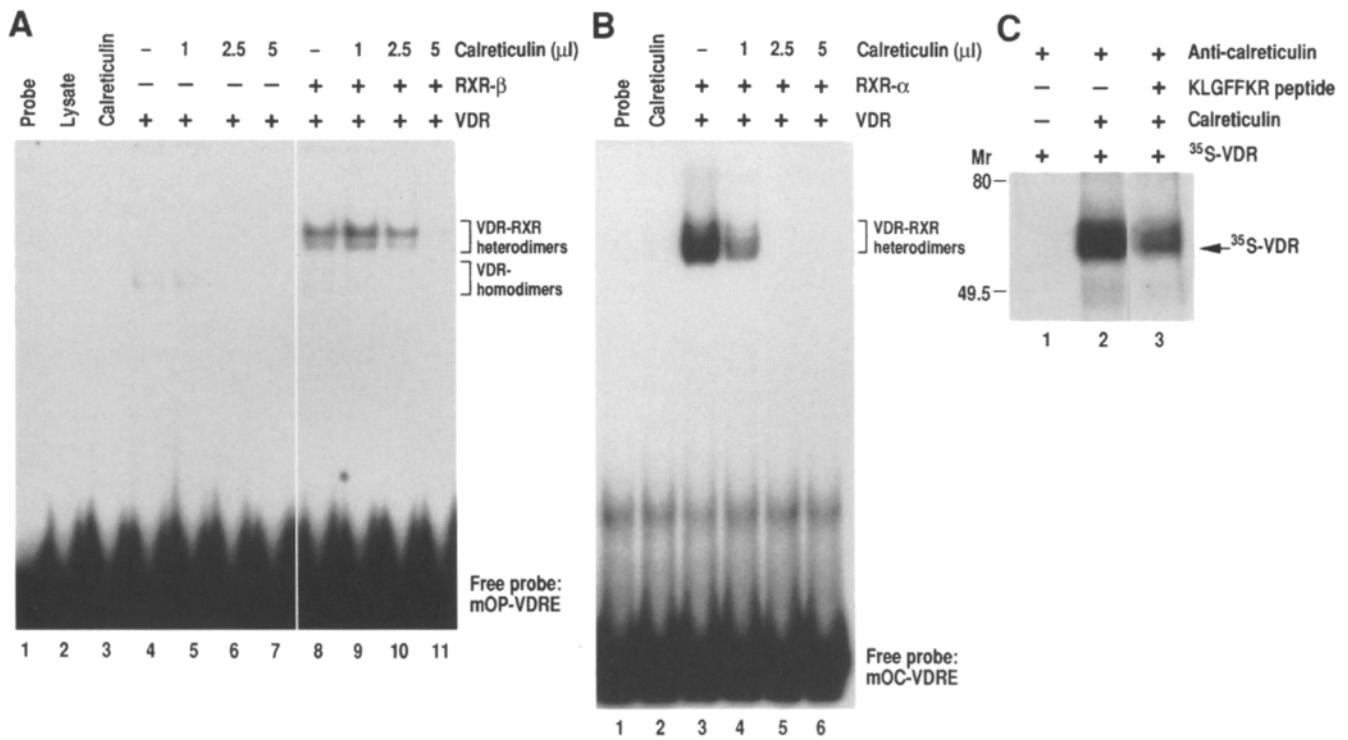 A
– 1 2.5 5 – 1 2.5 5 Calreticulin (µl)
– – – – + + + + RXR-β
+ + + + + + + + VDR
Probe
Lysate
Calreticulin
VDR-RXR
heterodimers
VDR-
homodimers
Free probe:
mOP-VDRE
1 2 3 4 5 6 7 8 9 10 11
B
– 1 2.5 5 Calreticulin (µl)
+ + + + RXR-α
+ + + + VDR
Probe
Calreticulin
VDR-RXR
heterodimers
Free probe:
mOC-VDRE
1 2 3 4 5 6
C
+ + + Anti-calreticulin
– – + KLGFFKR peptide
– + + Calreticulin
+ + + ³⁵S-VDR
Mr
80–
³⁵S-VDR
49.5–
1 2 3